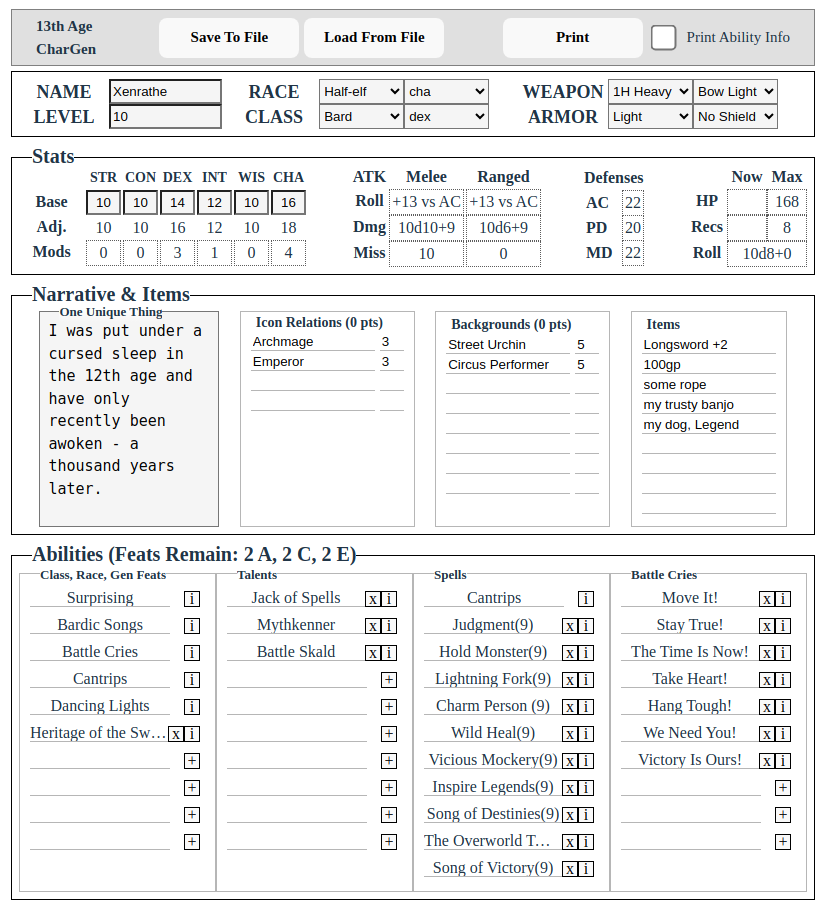 13th Age
CharGen
Save To File Load From File Print Print Ability Info
NAME Xenrathe RACE Half-elf cha WEAPON 1H Heavy Bow Light
LEVEL 10 CLASS Bard dex ARMOR Light No Shield
Stats
STR CON DEX INT WIS CHA ATK Melee Ranged Defenses Now Max
Base 10 10 14 12 10 16 Roll +13 vs AC +13 vs AC AC 22 HP 168
Adj. 10 10 16 12 10 18 Dmg 10d10+9 10d6+9 PD 20 Recs 8
Mods 0 0 3 1 0 4 Miss 10 0 MD 22 Roll 10d8+0
Narrative & Items
One Unique Thing
I was put under a
cursed sleep in
the 12th age and
have only
recently been
awoken - a
thousand years
later.
Icon Relations (0 pts)
Archmage 3
Emperor 3
Backgrounds (0 pts)
Street Urchin 5
Circus Performer 5
Items
Longsword +2
100gp
some rope
my trusty banjo
my dog, Legend
Abilities (Feats Remain: 2 A, 2 C, 2 E)
Class, Race, Gen Feats
Surprising i
Bardic Songs i
Battle Cries i
Cantrips i
Dancing Lights i
Heritage of the Sw… x i
+
+
+
+
Talents
Jack of Spells x i
Mythkenner x i
Battle Skald x i
+
+
+
+
+
+
+
Spells
Cantrips i
Judgment(9) x i
Hold Monster(9) x i
Lightning Fork(9) x i
Charm Person (9) x i
Wild Heal(9) x i
Vicious Mockery(9) x i
Inspire Legends(9) x i
Song of Destinies(9) x i
The Overworld T… x i
Song of Victory(9) x i
Battle Cries
Move It! x i
Stay True! x i
The Time Is Now! x i
Take Heart! x i
Hang Tough! x i
We Need You! x i
Victory Is Ours! x i
+
+
+